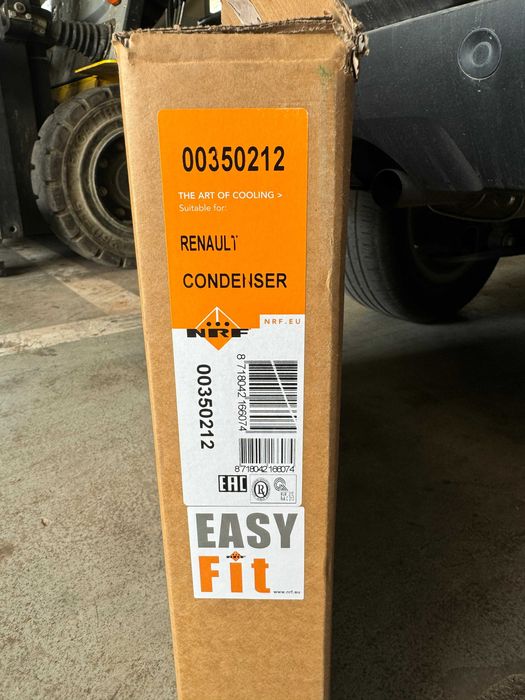 00350212
THE ART OF COOLING >
Suitable for:
RENAULT
CONDENSER
NRF
NRF.EU
00350212
8 718042 166074
8 718042 166074
EAC
R
EASY
NRF
Fit
www.nrf.eu